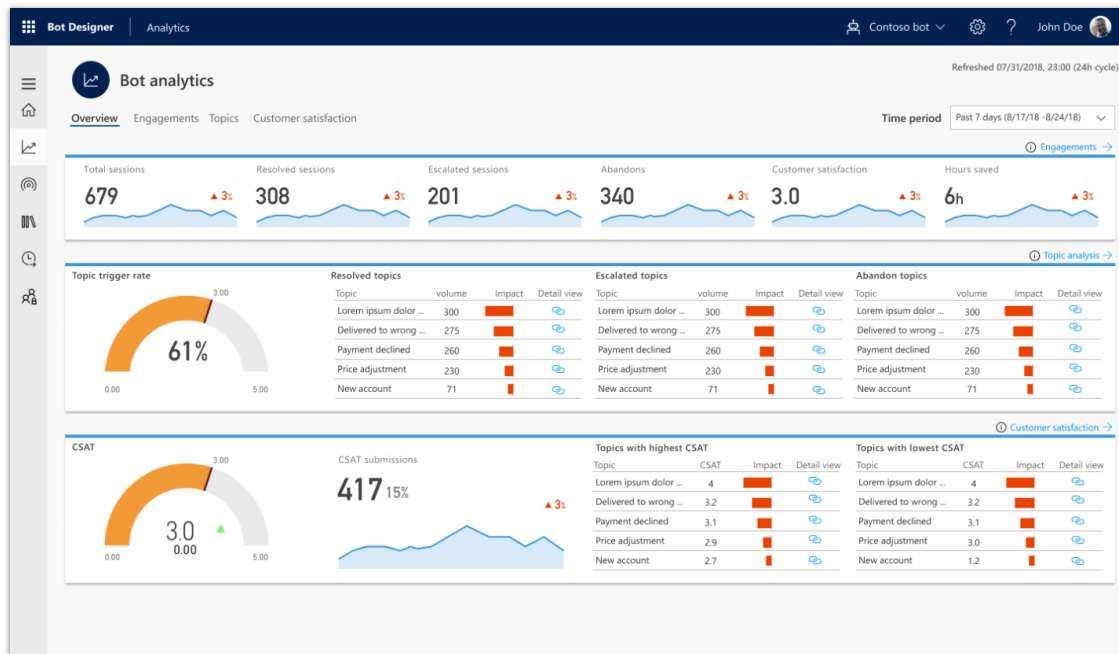 Bot Designer Analytics Contoso bot ? John Doe
Bot analytics
Refreshed 07/31/2018, 23:00 (24h cycle)
Overview Engagements Topics Customer satisfaction
Time period Past 7 days (8/17/18 -8/24/18)
Engagements
Total sessions Resolved sessions Escalated sessions Abandons Customer satisfaction Hours saved
679 3% 308 3% 201 3% 340 3% 3.0 3% 6h 3%
Topic analysis
Topic trigger rate
3.00
61%
0.00 5.00
Resolved topics
Topic volume Impact Detail view
Lorem ipsum dolor ... 300
Delivered to wrong ... 275
Payment declined 260
Price adjustment 230
New account 71
Escalated topics
Topic volume Impact Detail view
Lorem ipsum dolor ... 300
Delivered to wrong ... 275
Payment declined 260
Price adjustment 230
New account 71
Abandon topics
Topic volume Impact Detail view
Lorem ipsum dolor ... 300
Delivered to wrong ... 275
Payment declined 260
Price adjustment 230
New account 71
Customer satisfaction
CSAT
3.00
3.0
0.00
0.00 5.00
CSAT submissions
417 15%
3%
Topics with highest CSAT
Topic CSAT Impact Detail view
Lorem ipsum dolor ... 4
Delivered to wrong ... 3.2
Payment declined 3.1
Price adjustment 2.9
New account 2.7
Topics with lowest CSAT
Topic CSAT Impact Detail view
Lorem ipsum dolor ... 4
Delivered to wrong ... 3.2
Payment declined 3.1
Price adjustment 3.0
New account 1.2